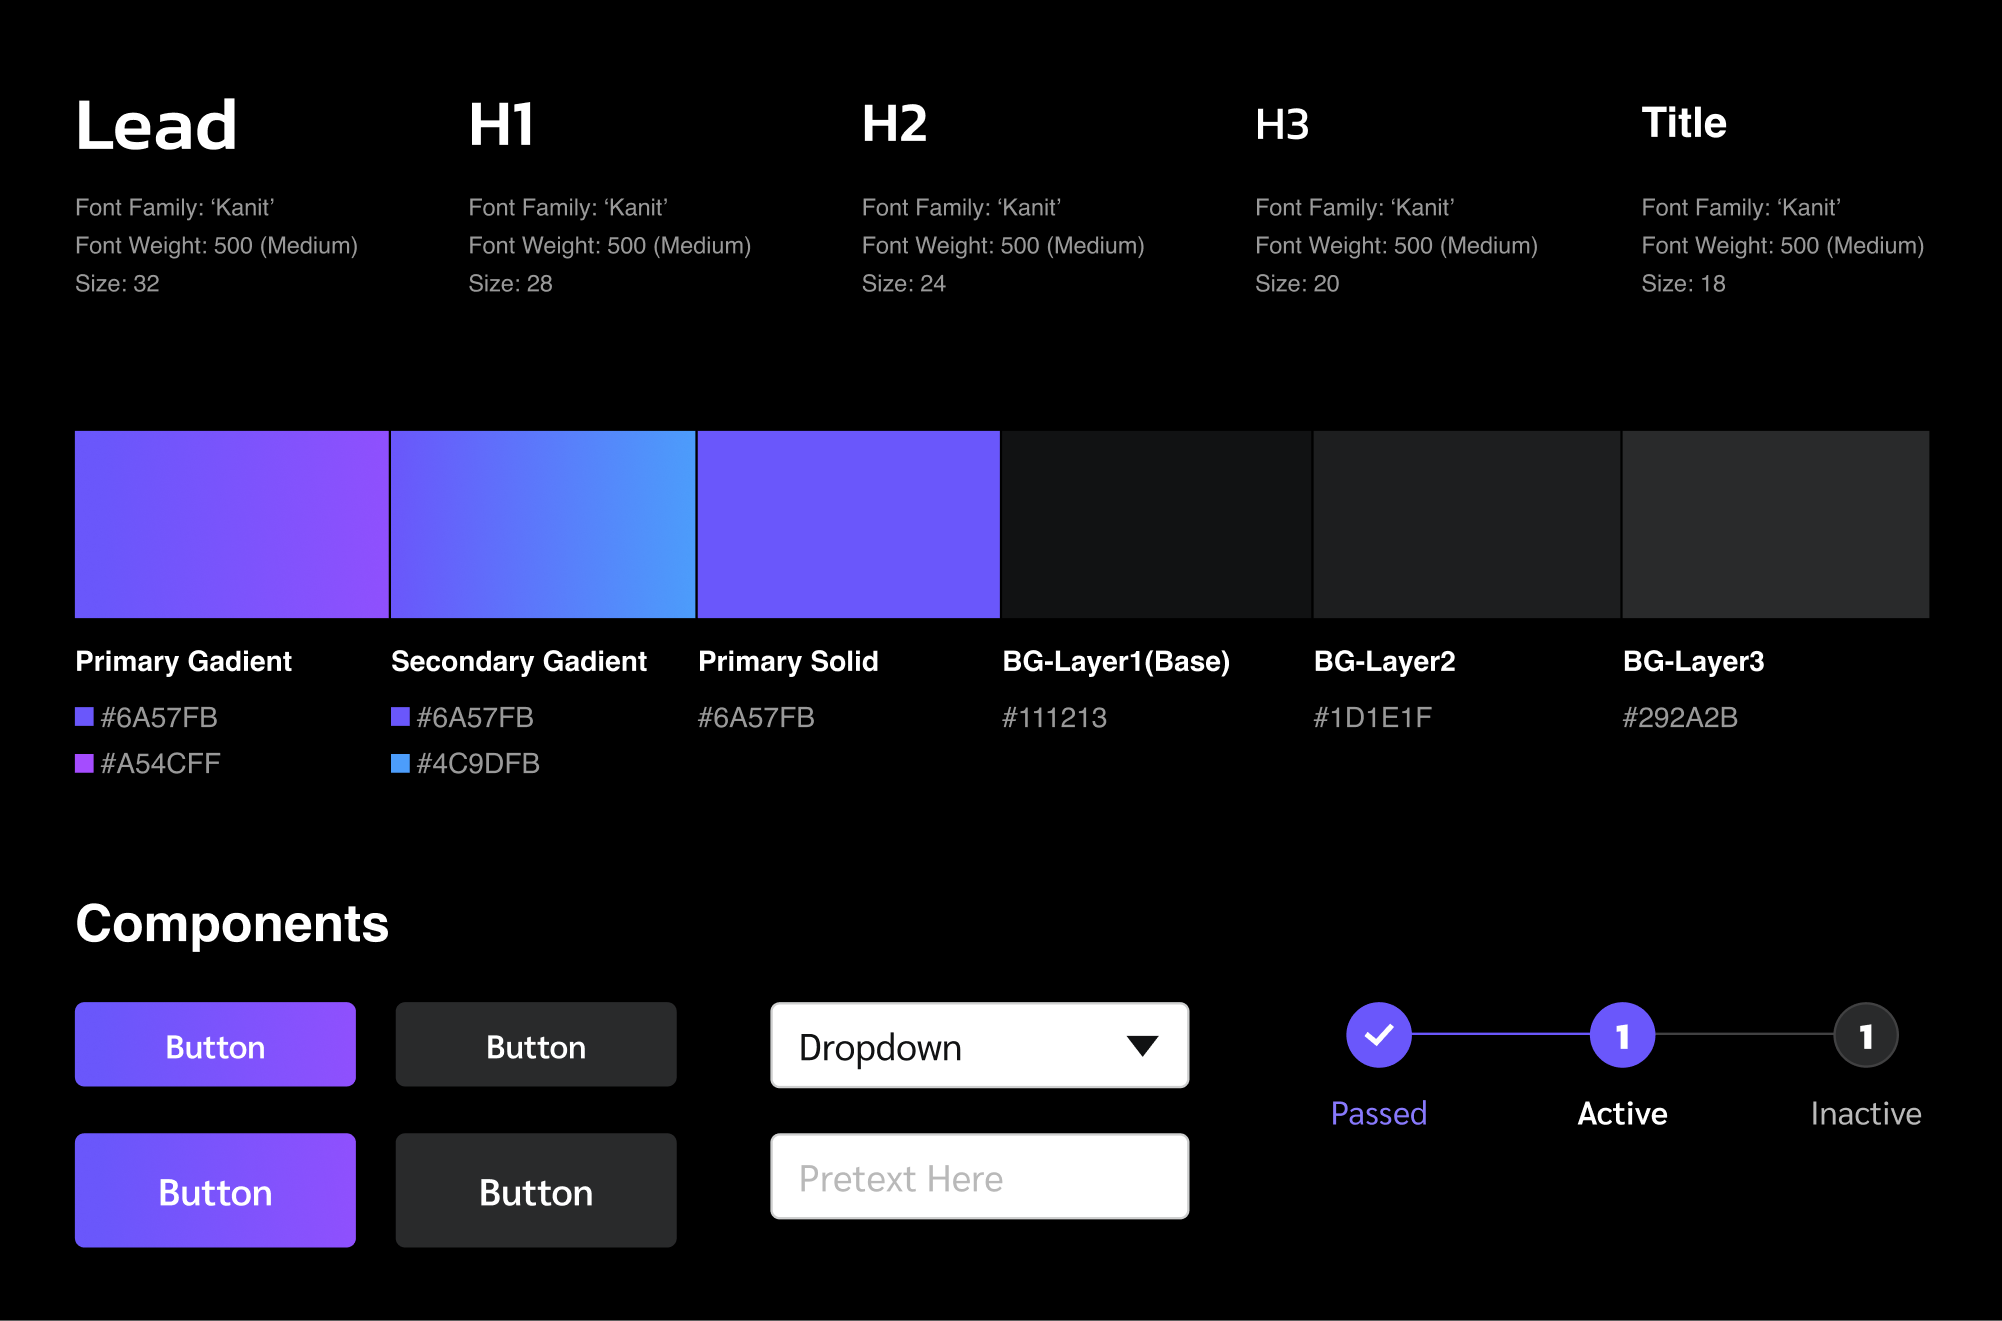 Lead
H1
H2
H3
Title
Font Family: ‘Kanit’
Font Weight: 500 (Medium)
Size: 32
Font Family: ‘Kanit’
Font Weight: 500 (Medium)
Size: 28
Font Family: ‘Kanit’
Font Weight: 500 (Medium)
Size: 24
Font Family: ‘Kanit’
Font Weight: 500 (Medium)
Size: 20
Font Family: ‘Kanit’
Font Weight: 500 (Medium)
Size: 18
Primary Gadient
#6A57FB
#A54CFF
Secondary Gadient
#6A57FB
#4C9DFB
Primary Solid
#6A57FB
BG-Layer1(Base)
#111213
BG-Layer2
#1D1E1F
BG-Layer3
#292A2B
Components
Button
Button
Button
Button
Dropdown
Pretext Here
1
1
Passed
Active
Inactive